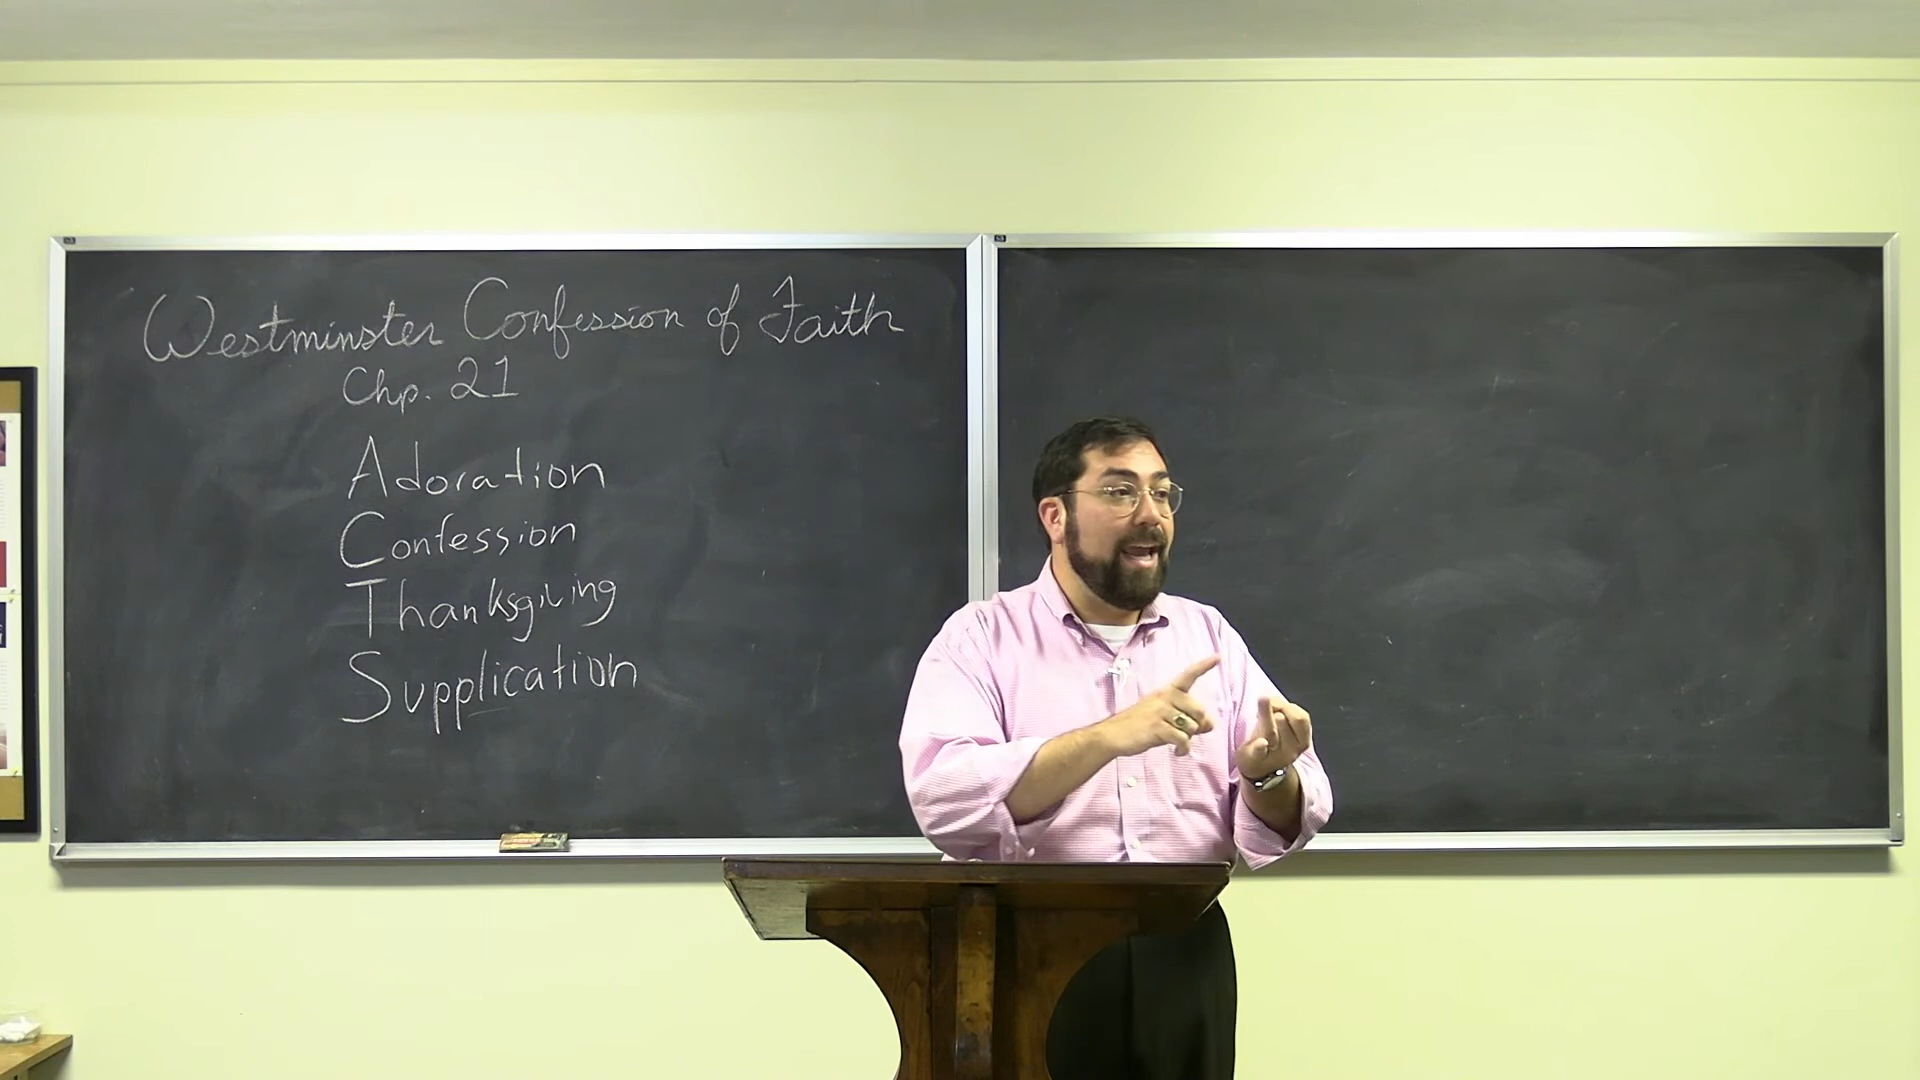 Westminster Confession of Faith
Chp. 21
Adoration
Confession
Thanksgiving
Supplication